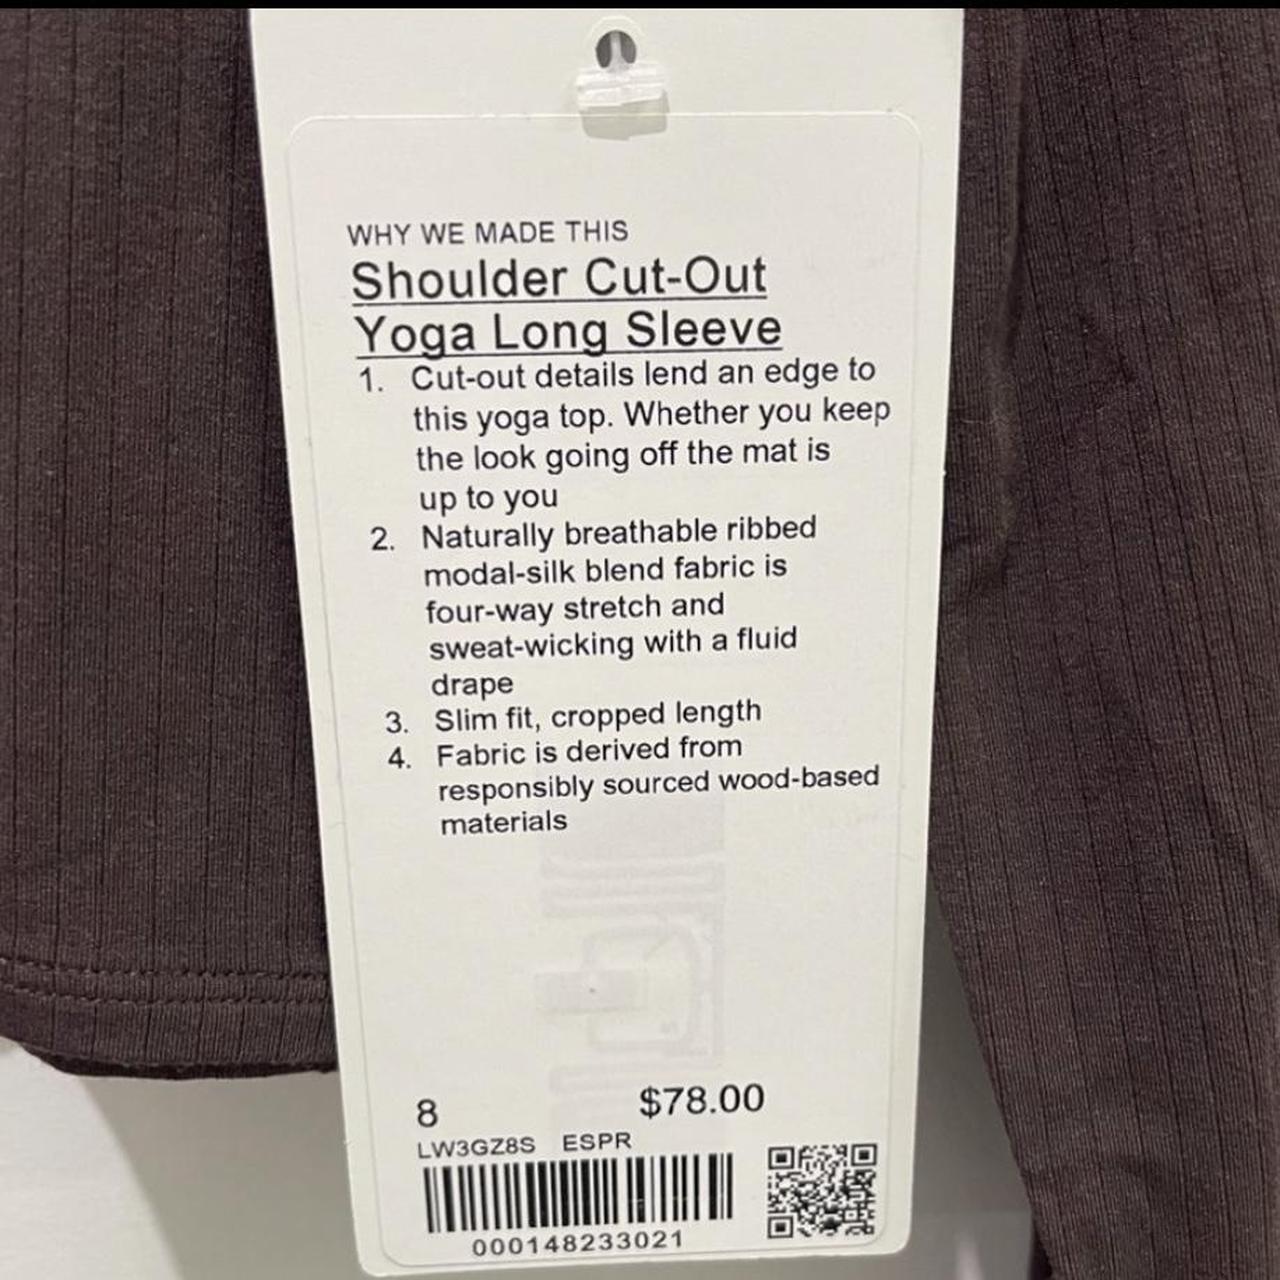 WHY WE MADE THIS
Shoulder Cut-Out
Yoga Long Sleeve
1. Cut-out details lend an edge to
this yoga top. Whether you keep
the look going off the mat is
up to you
2. Naturally breathable ribbed
modal-silk blend fabric is
four-way stretch and
sweat-wicking with a fluid
drape
3. Slim fit, cropped length
4. Fabric is derived from
responsibly sourced wood-based
materials
8 $78.00
LW3GZ8S ESPR
000148233021